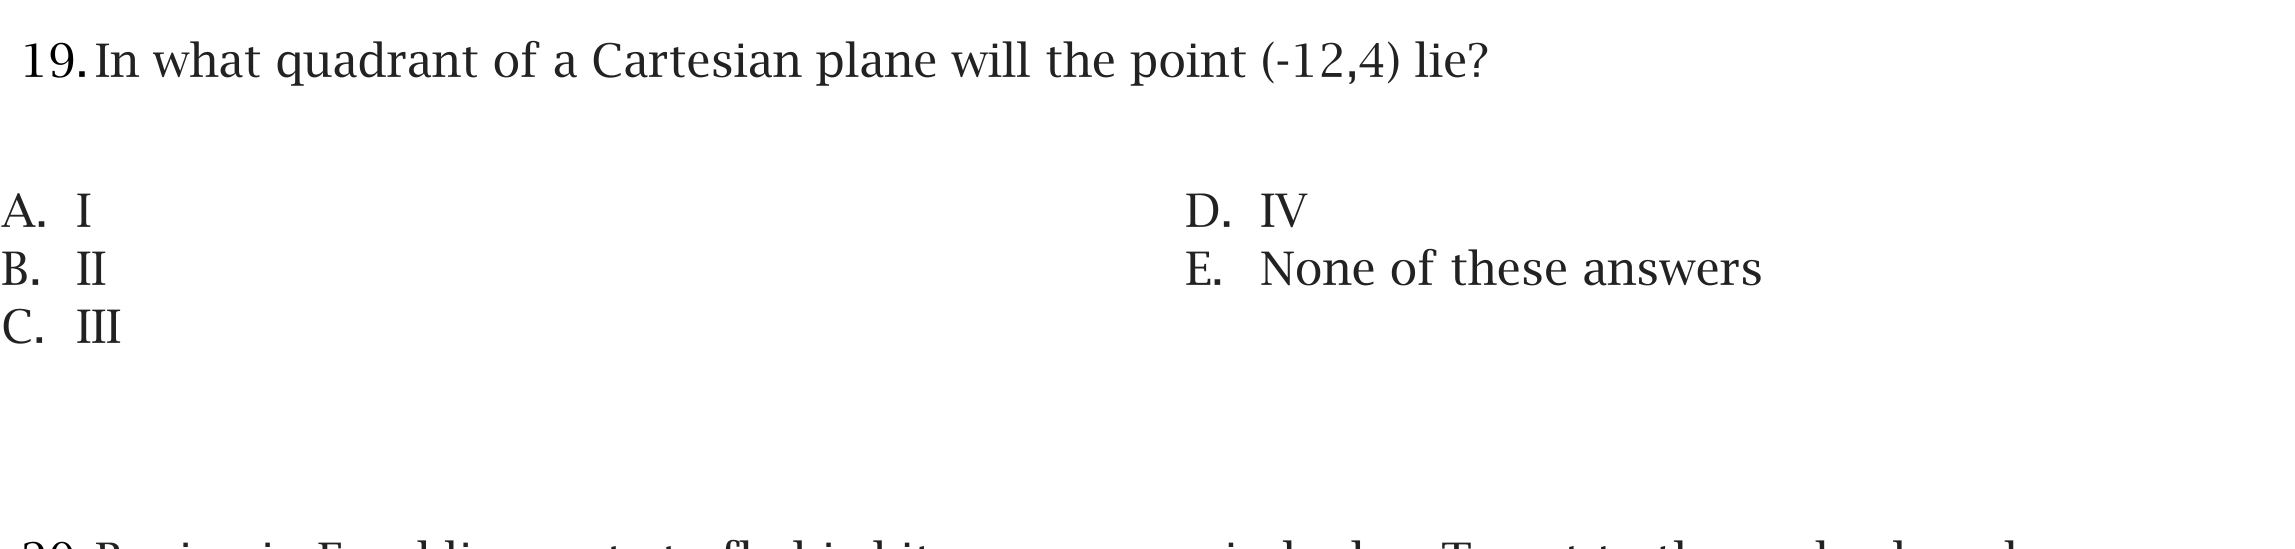 19. In what quadrant of a Cartesian plane will the point (-12,4) lie?
A. I
B. II
C. III
D. IV
E. None of these answers